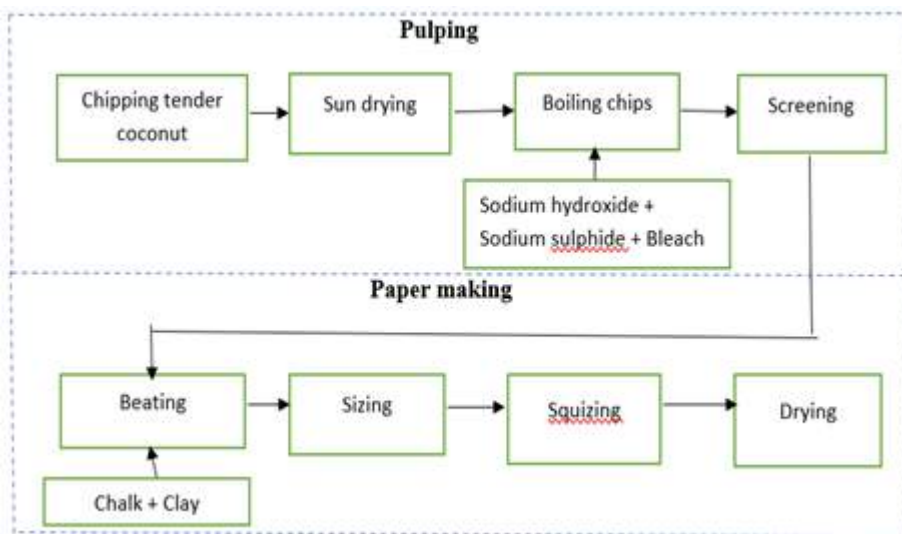 Pulping
Chipping tender
coconut
Sun drying
Boiling chips
Screening
Sodium hydroxide +
Sodium sulphide + Bleach
Paper making
Beating
Sizing
Squizing
Drying
Chalk + Clay